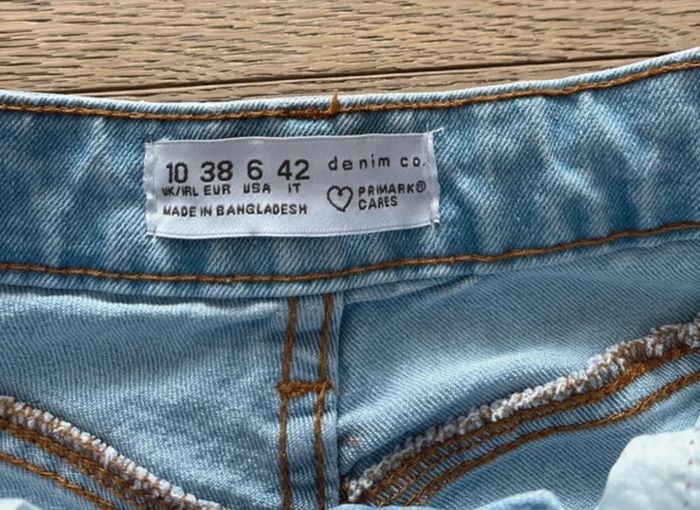 10 38 6 42 denim co.
UK/IRL EUR USA IT
PRIMARK®
CARES
MADE IN BANGLADESH